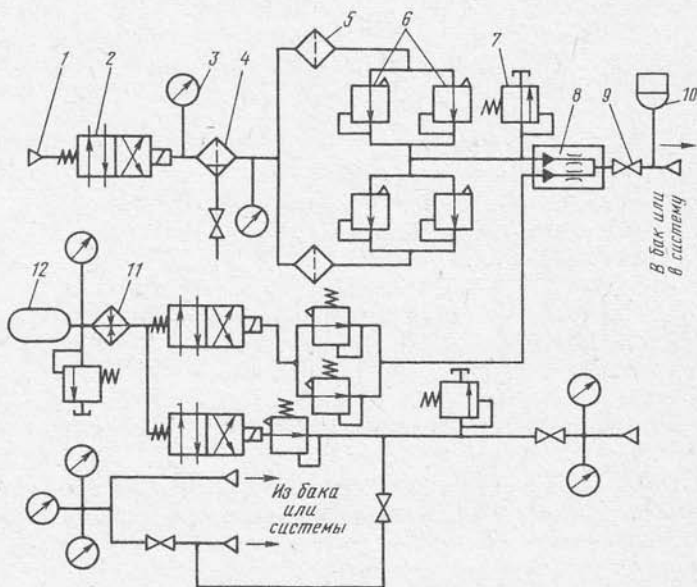 1
2
3
4
5
6
7
8
9
10
В бак или
в систему
12
11
Из бака
или
системы